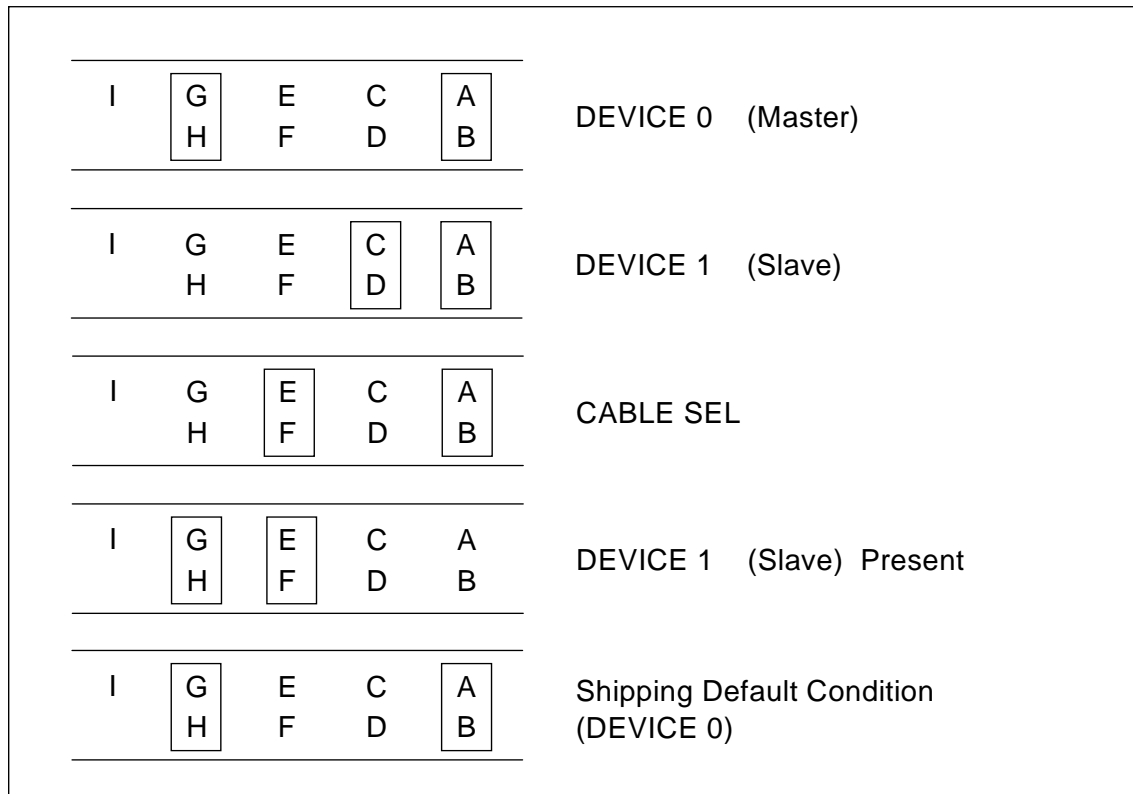 I G E C A
H F D B
DEVICE 0 (Master)
I G E C A
H F D B
DEVICE 1 (Slave)
I G E C A
H F D B
CABLE SEL
I G E C A
H F D B
DEVICE 1 (Slave) Present
I G E C A
H F D B
Shipping Default Condition
(DEVICE 0)